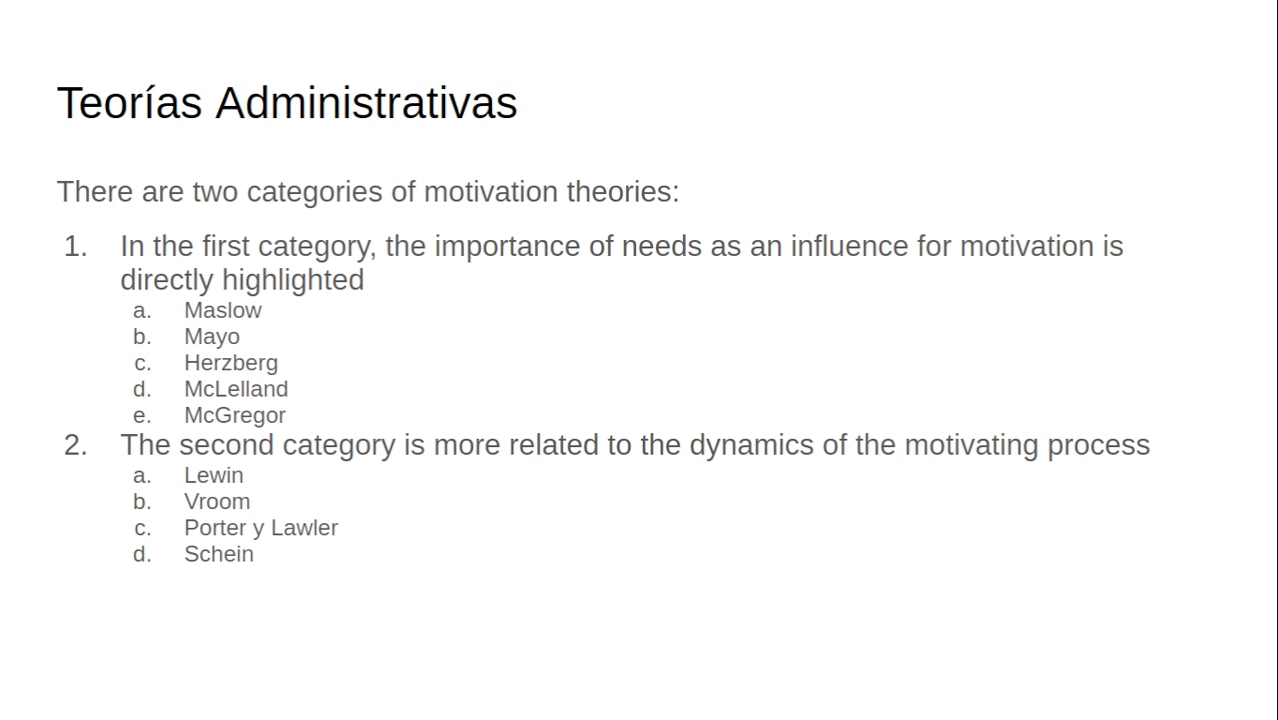 Teorías Administrativas
There are two categories of motivation theories:
1. In the first category, the importance of needs as an influence for motivation is
directly highlighted
a. Maslow
b. Mayo
c. Herzberg
d. McLelland
e. McGregor
2. The second category is more related to the dynamics of the motivating process
a. Lewin
b. Vroom
c. Porter y Lawler
d. Schein